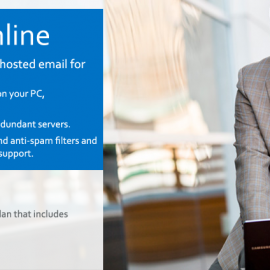 nline
hosted email for
on your PC,
dundant servers.
nd anti-spam filters and
support.
lan that includes